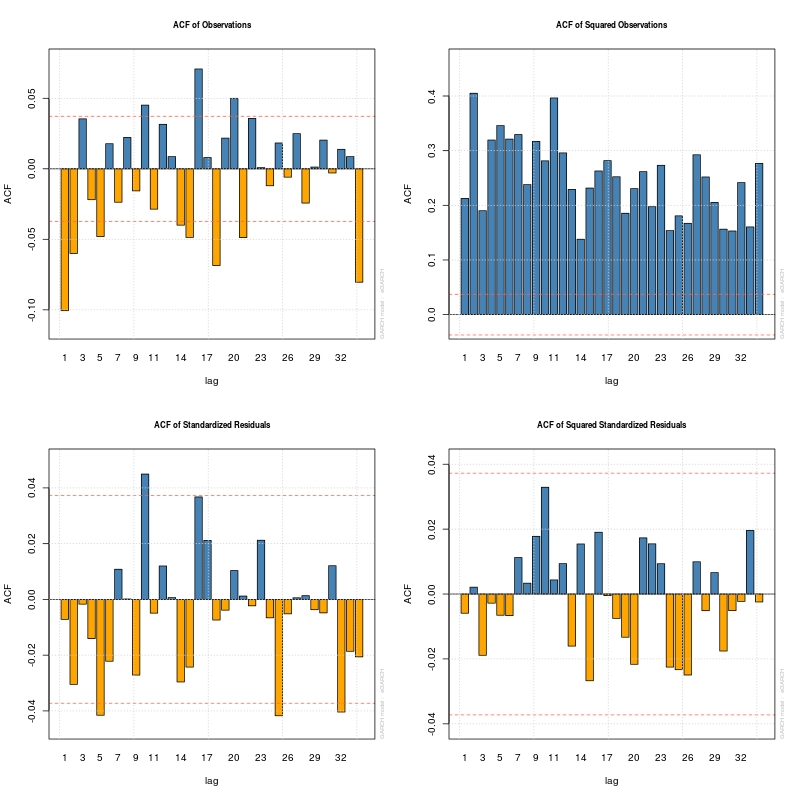 ACF of Observations
ACF
0.05
0.00
-0.05
-0.10
1 3 5 7 9 11 14 17 20 23 26 29 32
lag
GARCH model : eGARCH
ACF of Squared Observations
ACF
0.4
0.3
0.2
0.1
0.0
1 3 5 7 9 11 14 17 20 23 26 29 32
lag
GARCH model : eGARCH
ACF of Standardized Residuals
ACF
0.04
0.02
0.00
-0.02
-0.04
1 3 5 7 9 11 14 17 20 23 26 29 32
lag
GARCH model : eGARCH
ACF of Squared Standardized Residuals
ACF
0.04
0.02
0.00
-0.02
-0.04
1 3 5 7 9 11 14 17 20 23 26 29 32
lag
GARCH model : eGARCH